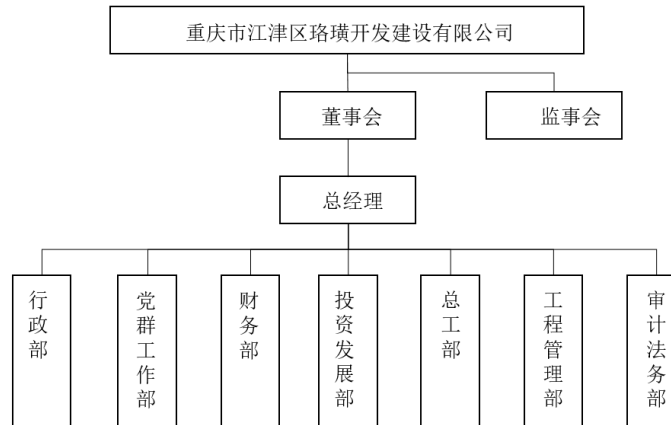 重庆市江津区珞璜开发建设有限公司
董事会
监事会
总经理
行政部
党群工作部
财务部
投资发展部
总工部
工程管理部
审计法务部